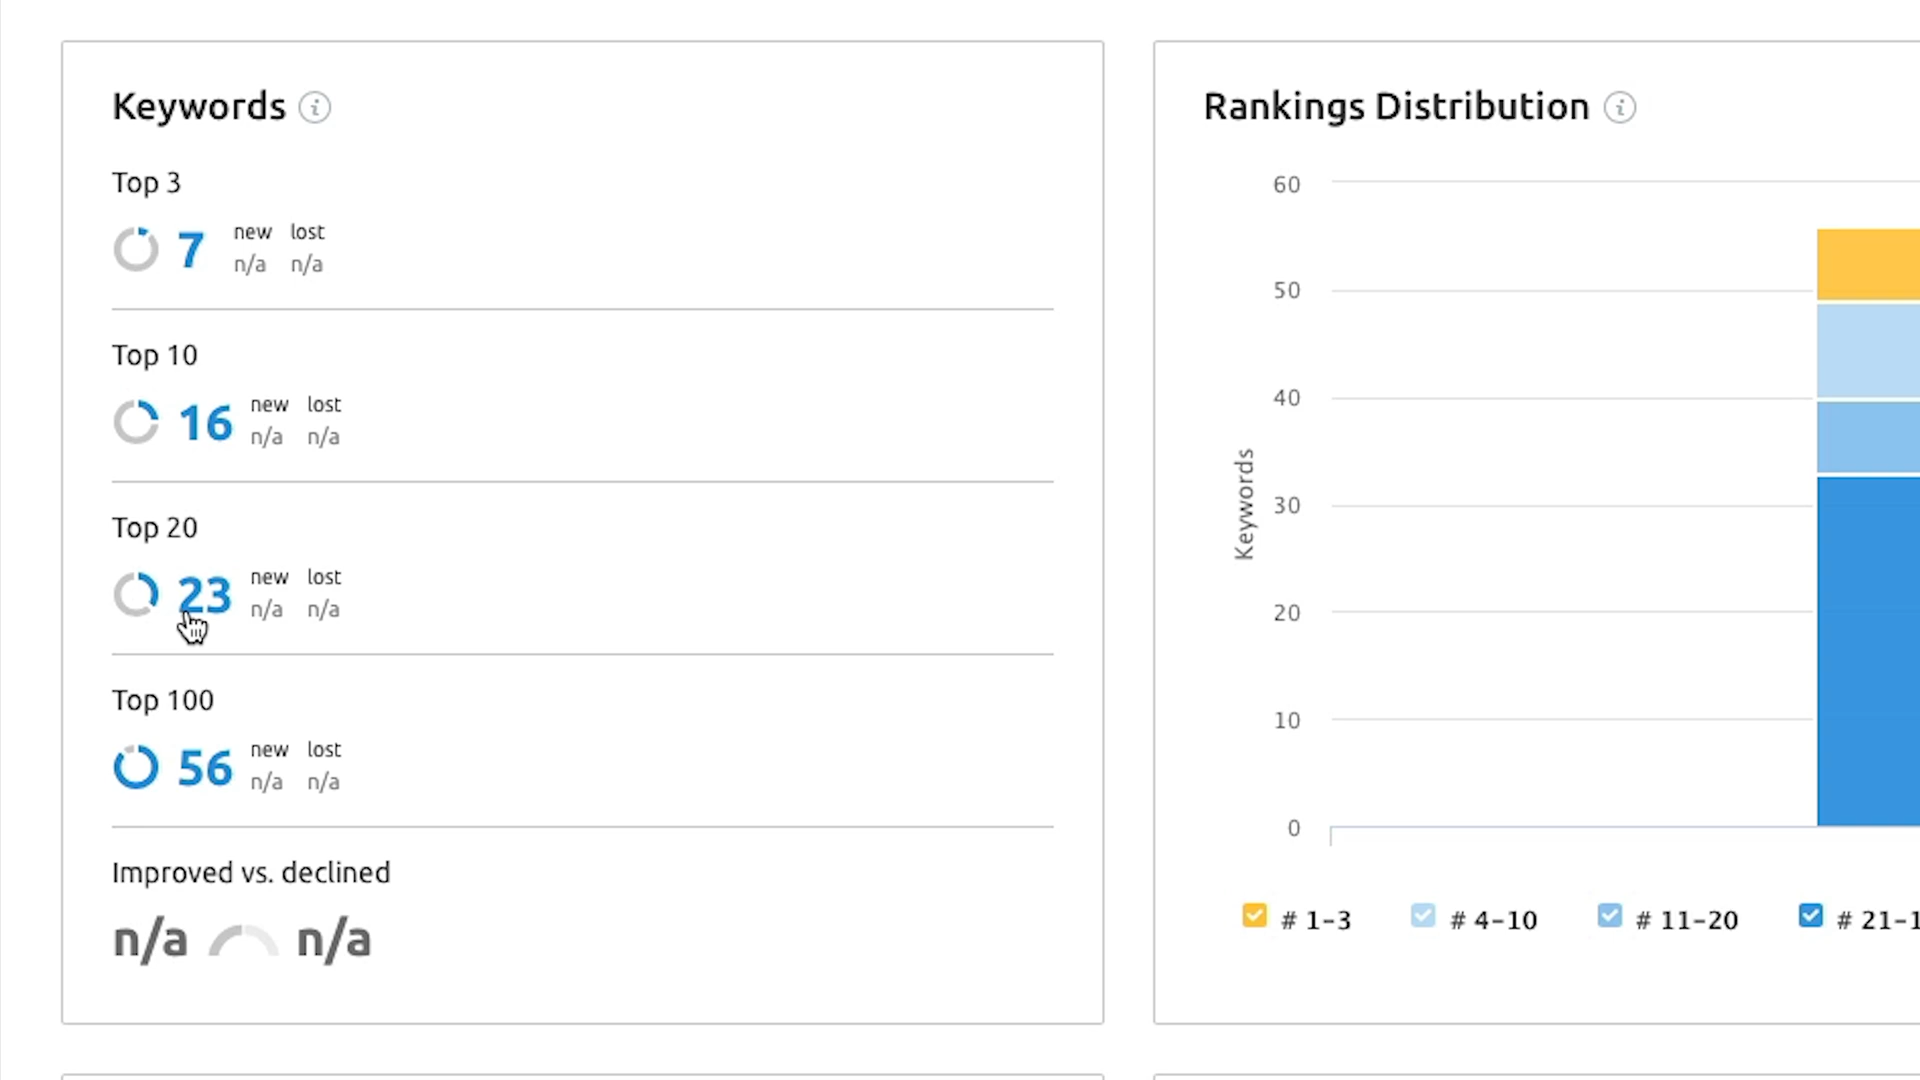 Keywords
Top 3
7 new lost
n/a n/a
Top 10
16 new lost
n/a n/a
Top 20
23 new lost
n/a n/a
Top 100
56 new lost
n/a n/a
Improved vs. declined
n/a n/a
Rankings Distribution
60
50
40
30
20
10
0
Keywords
# 1-3 # 4-10 # 11-20 # 21-1